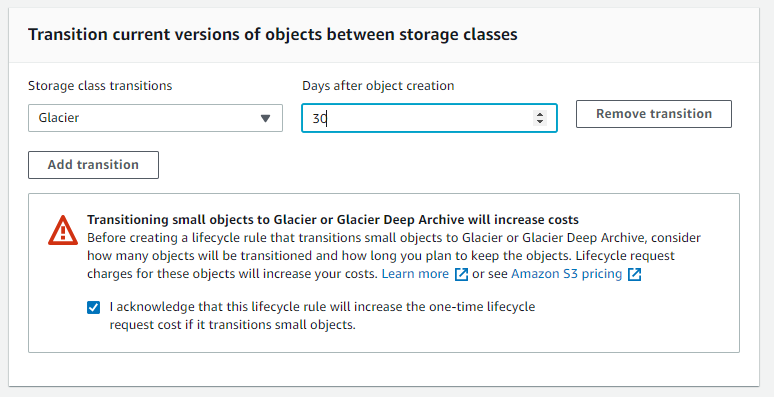 Transition current versions of objects between storage classes
Storage class transitions
Days after object creation
Glacier
30
Remove transition
Add transition
Transitioning small objects to Glacier or Glacier Deep Archive will increase costs
Before creating a lifecycle rule that transitions small objects to Glacier or Glacier Deep Archive, consider
how many objects will be transitioned and how long you plan to keep the objects. Lifecycle request
charges for these objects will increase your costs. Learn more or see Amazon S3 pricing
I acknowledge that this lifecycle rule will increase the one-time lifecycle
request cost if it transitions small objects.